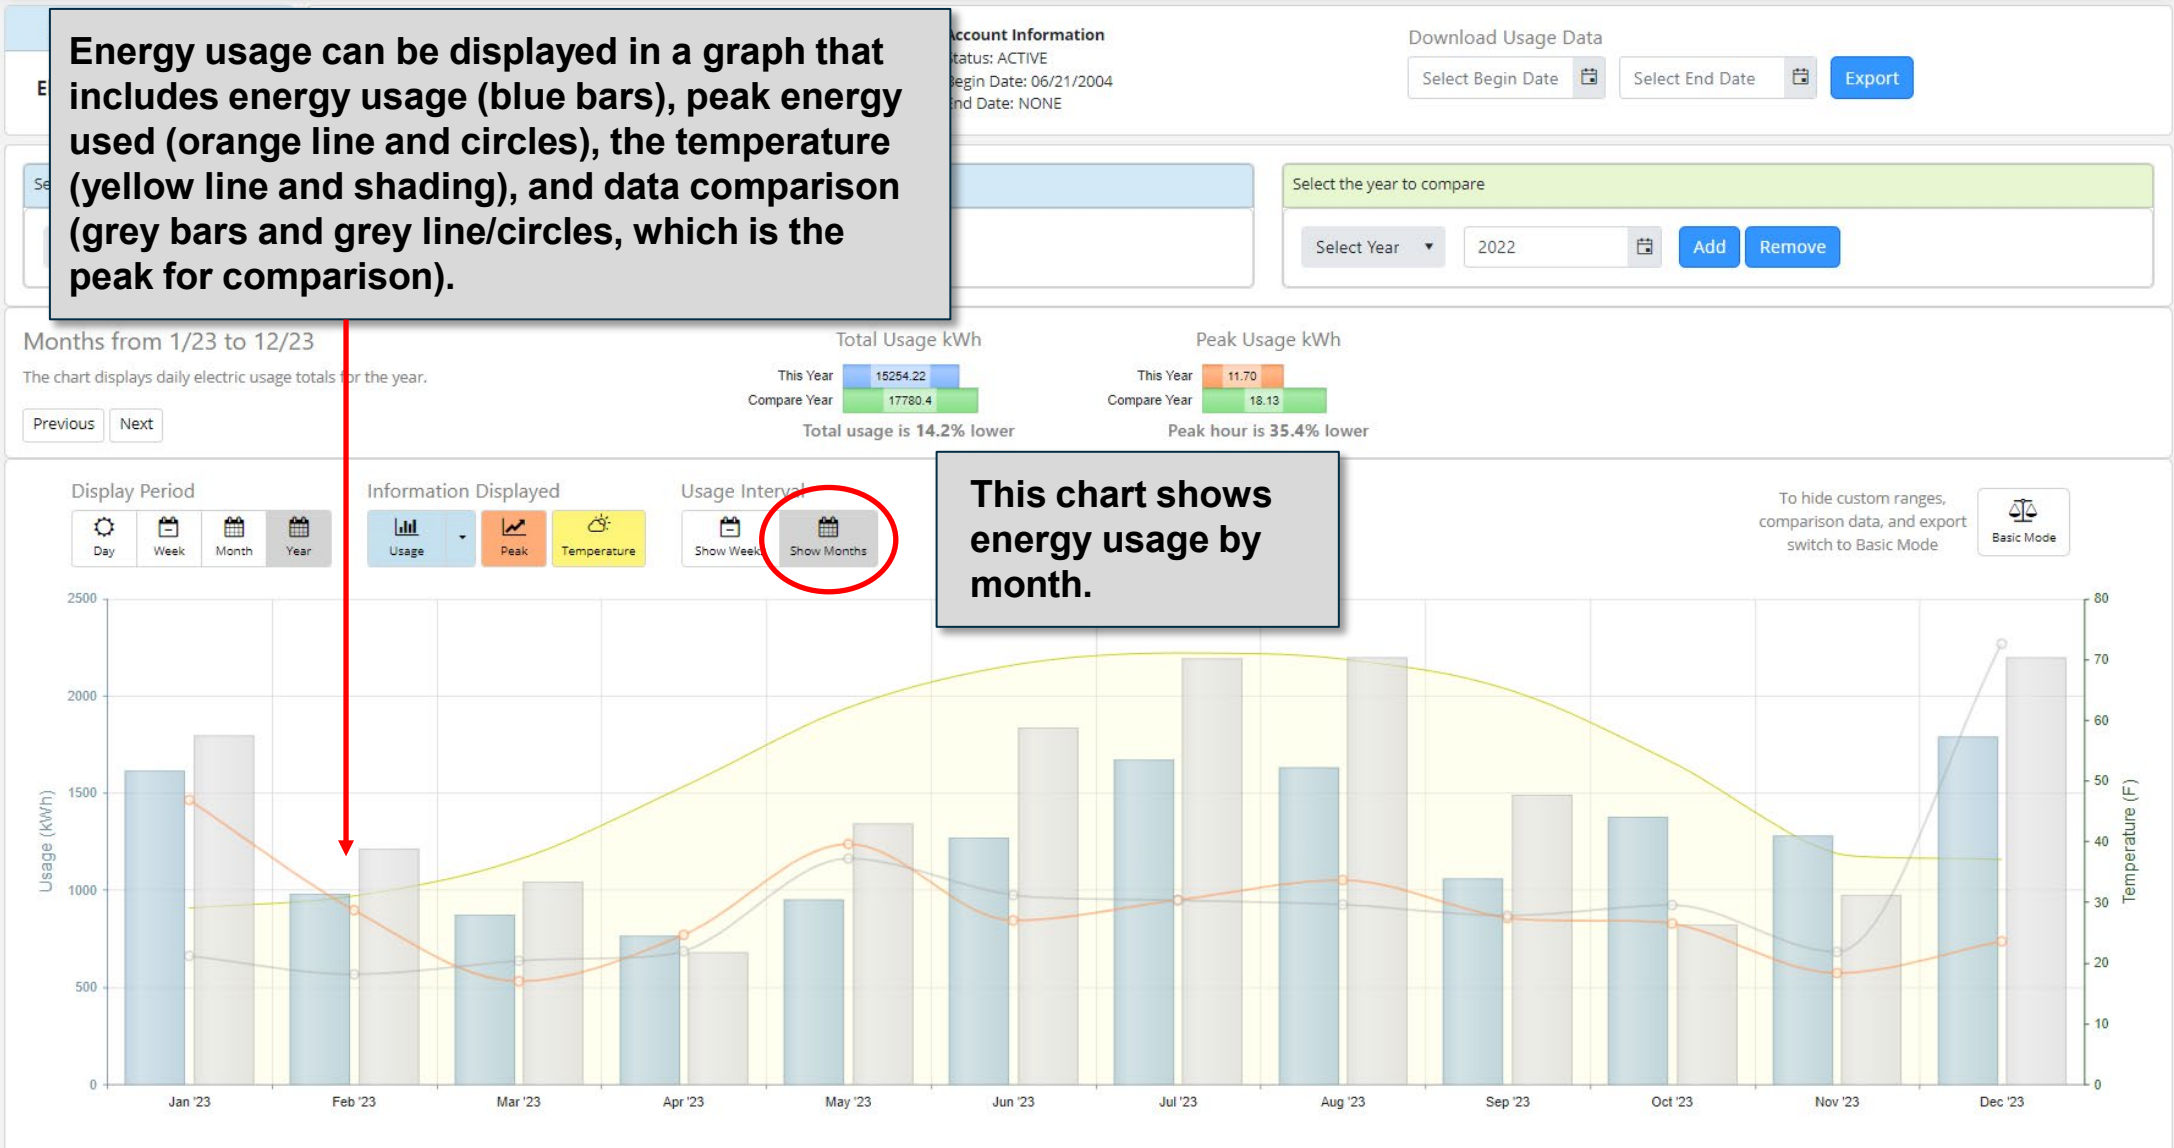 Energy usage can be displayed in a graph that
includes energy usage (blue bars), peak energy
used (orange line and circles), the temperature
(yellow line and shading), and data comparison
(grey bars and grey line/circles, which is the
peak for comparison).
Account Information
Status: ACTIVE
Begin Date: 06/21/2004
End Date: NONE
Download Usage Data
Select Begin Date
Select End Date
Export
Select the year to compare
Select Year
2022
Add
Remove
Months from 1/23 to 12/23
The chart displays daily electric usage totals for the year.
Previous
Next
Total Usage kWh
This Year 15254.22
Compare Year 17780.4
Total usage is 14.2% lower
Peak Usage kWh
This Year 11.70
Compare Year 18.13
Peak hour is 35.4% lower
Display Period
Day
Week
Month
Year
Information Displayed
Usage
Peak
Temperature
Usage Interval
Show Weeks
Show Months
This chart shows
energy usage by
month.
To hide custom ranges,
comparison data, and export
switch to Basic Mode
Basic Mode
2500
2000
1500
1000
500
0
Usage (kWh)
80
70
60
50
40
30
20
10
0
Temperature (F)
Jan '23
Feb '23
Mar '23
Apr '23
May '23
Jun '23
Jul '23
Aug '23
Sep '23
Oct '23
Nov '23
Dec '23